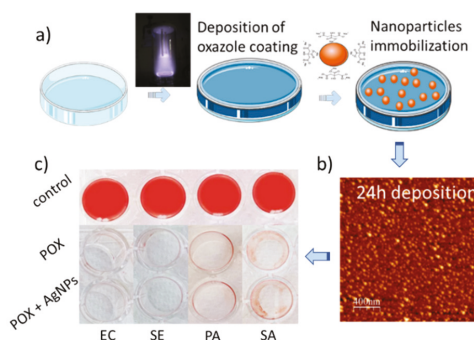 a)
Deposition of
oxazole coating
Nanoparticles
immobilization
c)
b)
control
POX
POX + AgNPs
EC SE PA SA
24h deposition
400nm